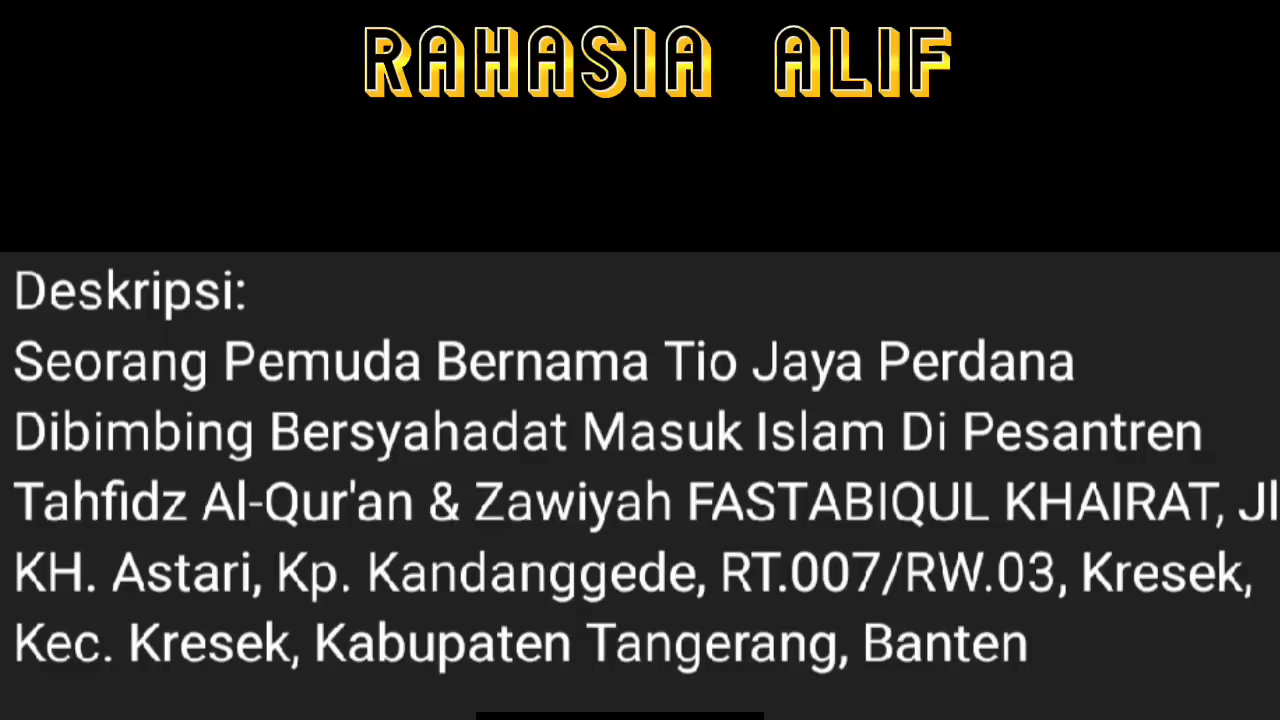 RAHASIA ALIF
Deskripsi:
Seorang Pemuda Bernama Tio Jaya Perdana
Dibimbing Bersyahadat Masuk Islam Di Pesantren
Tahfidz Al-Qur'an & Zawiyah FASTABIQUL KHAIRAT, Jl
KH. Astari, Kp. Kandanggede, RT.007/RW.03, Kresek,
Kec. Kresek, Kabupaten Tangerang, Banten